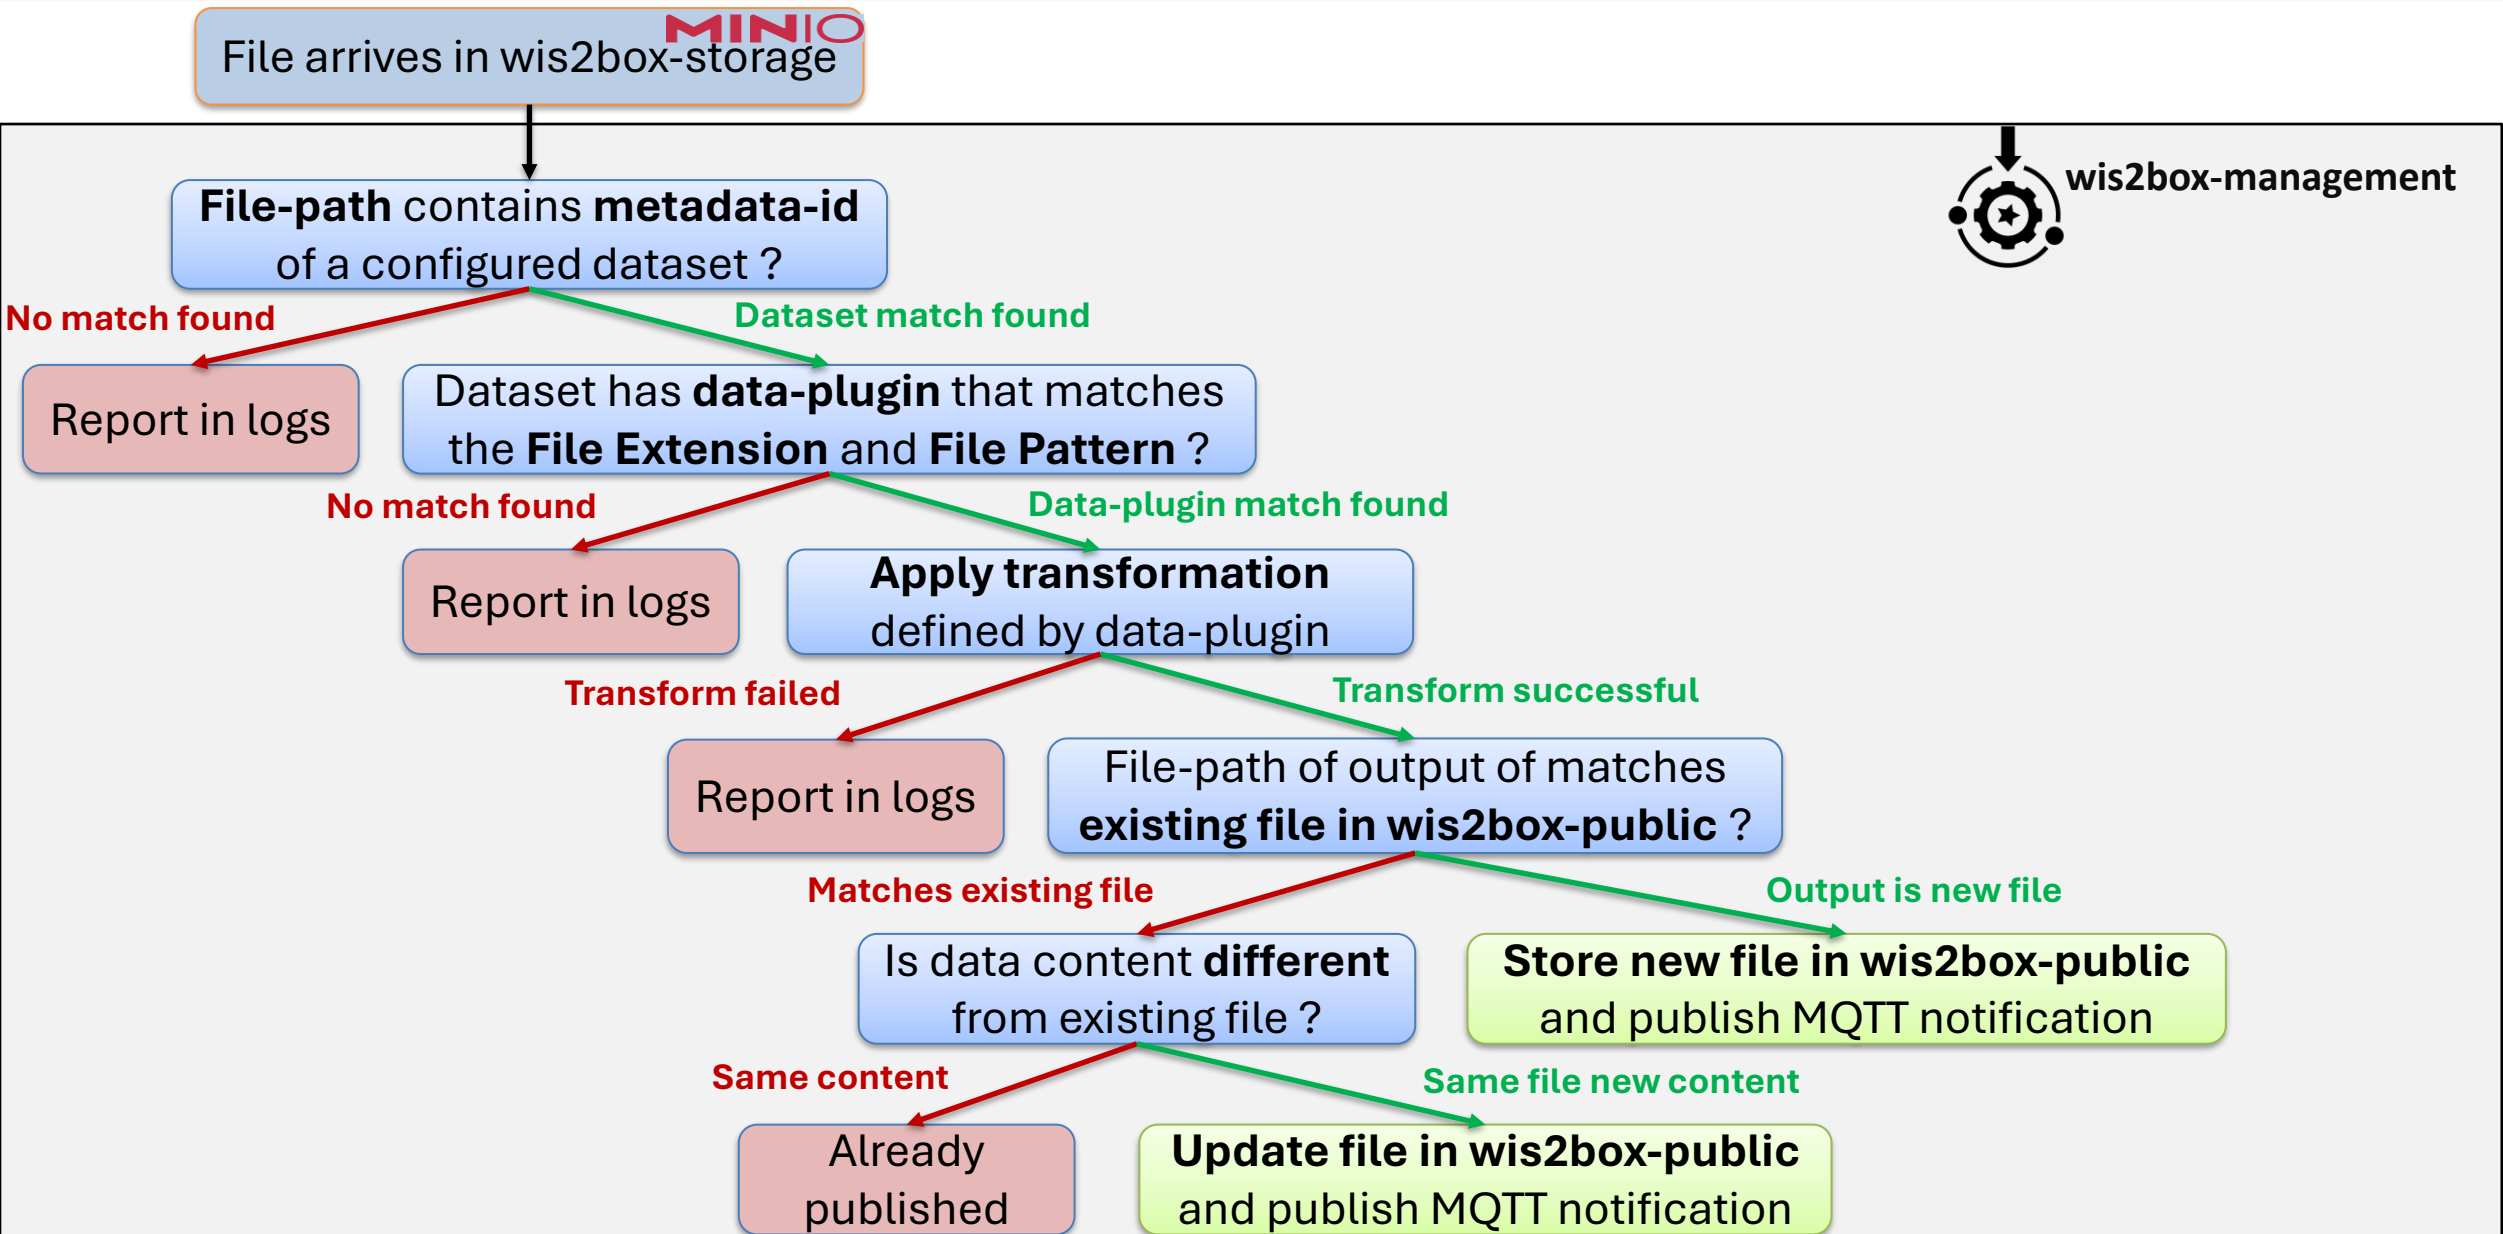 MINIO
File arrives in wis2box-storage
wis2box-management
File-path contains metadata-id
of a configured dataset ?
No match found
Dataset match found
Report in logs
Dataset has data-plugin that matches
the File Extension and File Pattern ?
No match found
Data-plugin match found
Report in logs
Apply transformation
defined by data-plugin
Transform failed
Transform successful
Report in logs
File-path of output of matches
existing file in wis2box-public ?
Matches existing file
Output is new file
Is data content different
from existing file ?
Store new file in wis2box-public
and publish MQTT notification
Same content
Same file new content
Already
published
Update file in wis2box-public
and publish MQTT notification